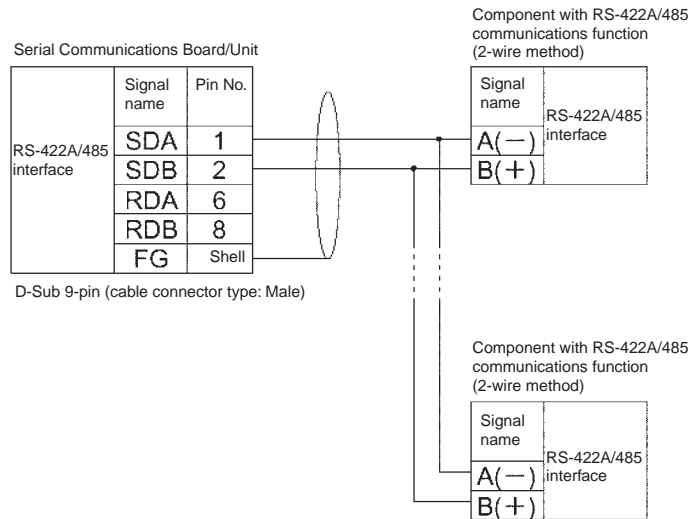 Component with RS-422A/485
communications function
(2-wire method)
Serial Communications Board/Unit
Signal
name
Pin No.
RS-422A/485
interface
SDA 1
SDB 2
RDA 6
RDB 8
FG Shell
D-Sub 9-pin (cable connector type: Male)
Signal
name
RS-422A/485
interface
A(−)
B(+)
Component with RS-422A/485
communications function
(2-wire method)
Signal
name
RS-422A/485
interface
A(−)
B(+)